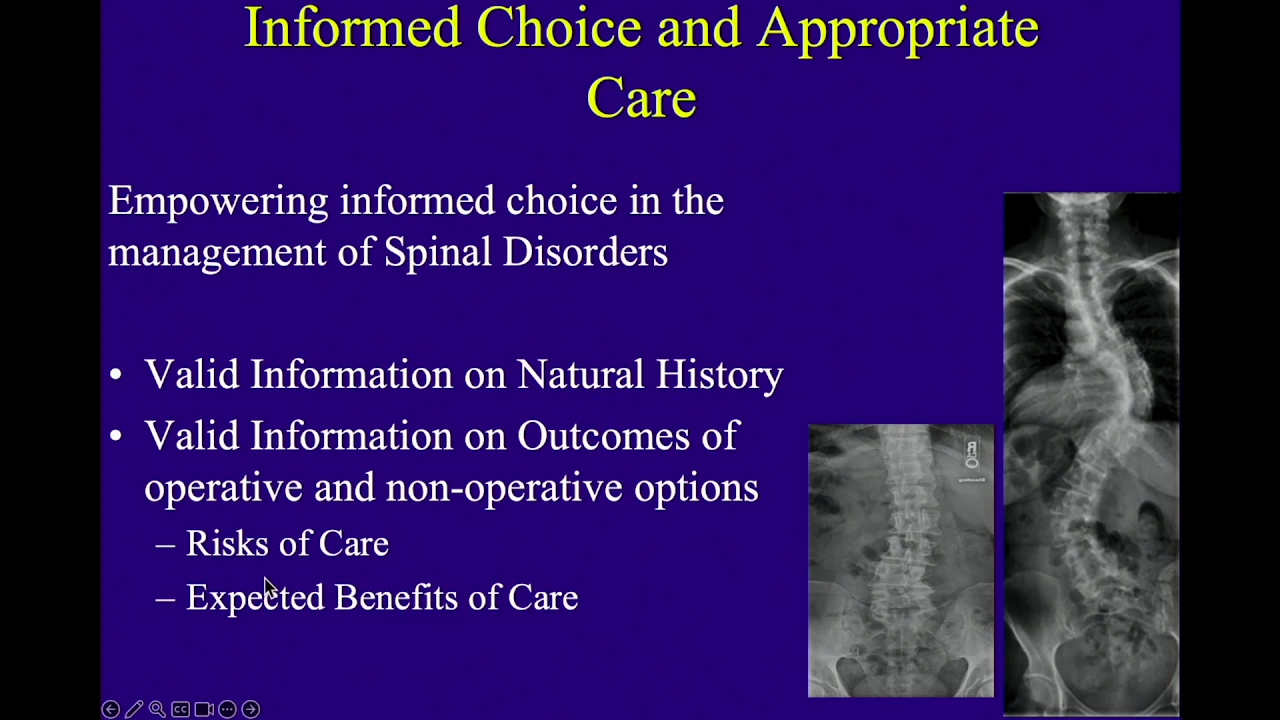 Informed Choice and Appropriate
Care
Empowering informed choice in the
management of Spinal Disorders
• Valid Information on Natural History
• Valid Information on Outcomes of
operative and non-operative options
– Risks of Care
– Expected Benefits of Care
CC